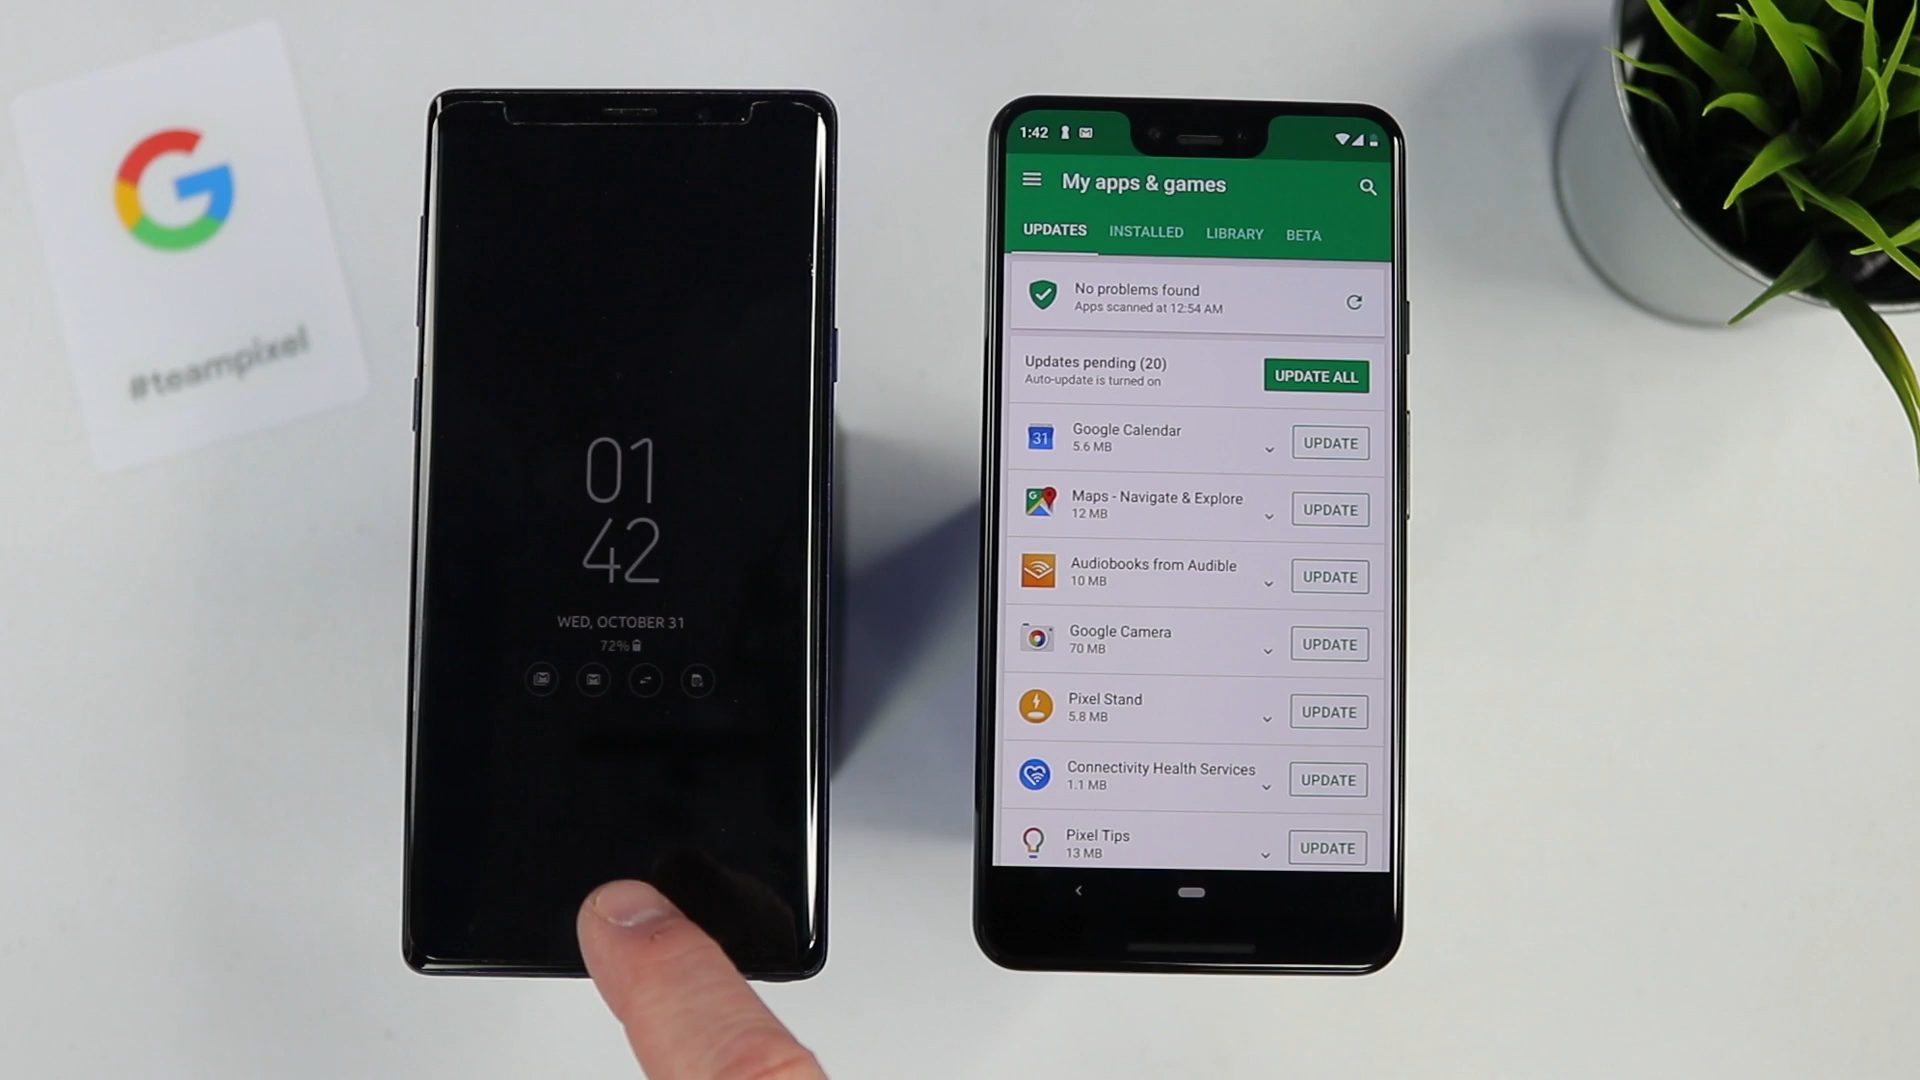 G
#teampixel
01
42
WED, OCTOBER 31
72%
1:42
My apps & games
UPDATES INSTALLED LIBRARY BETA
No problems found
Apps scanned at 12:54 AM
Updates pending (20)
Auto-update is turned on
UPDATE ALL
31
Google Calendar
5.6 MB
UPDATE
G
Maps - Navigate & Explore
12 MB
UPDATE
Audiobooks from Audible
10 MB
UPDATE
Google Camera
70 MB
UPDATE
Pixel Stand
5.8 MB
UPDATE
Connectivity Health Services
1.1 MB
UPDATE
Pixel Tips
13 MB
UPDATE